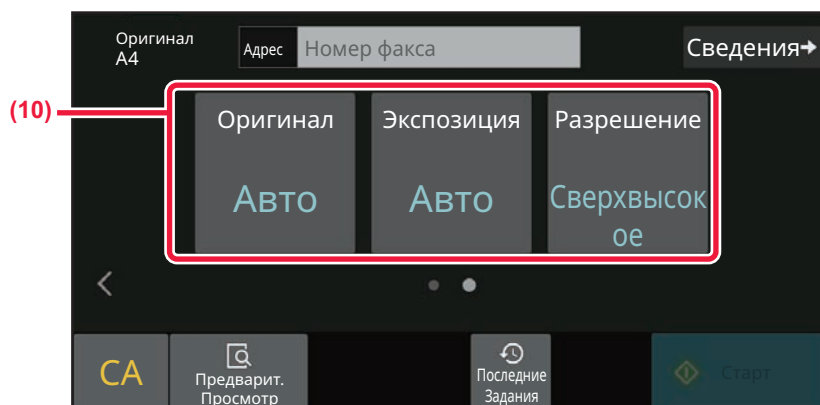 Оригинал
A4
Адрес
Номер факса
Сведения
(10)
Оригинал
Экспозиция
Разрешение
Авто
Авто
Сверхвысок
ое
CA
Предварит.
Просмотр
Последние
Задания
Старт